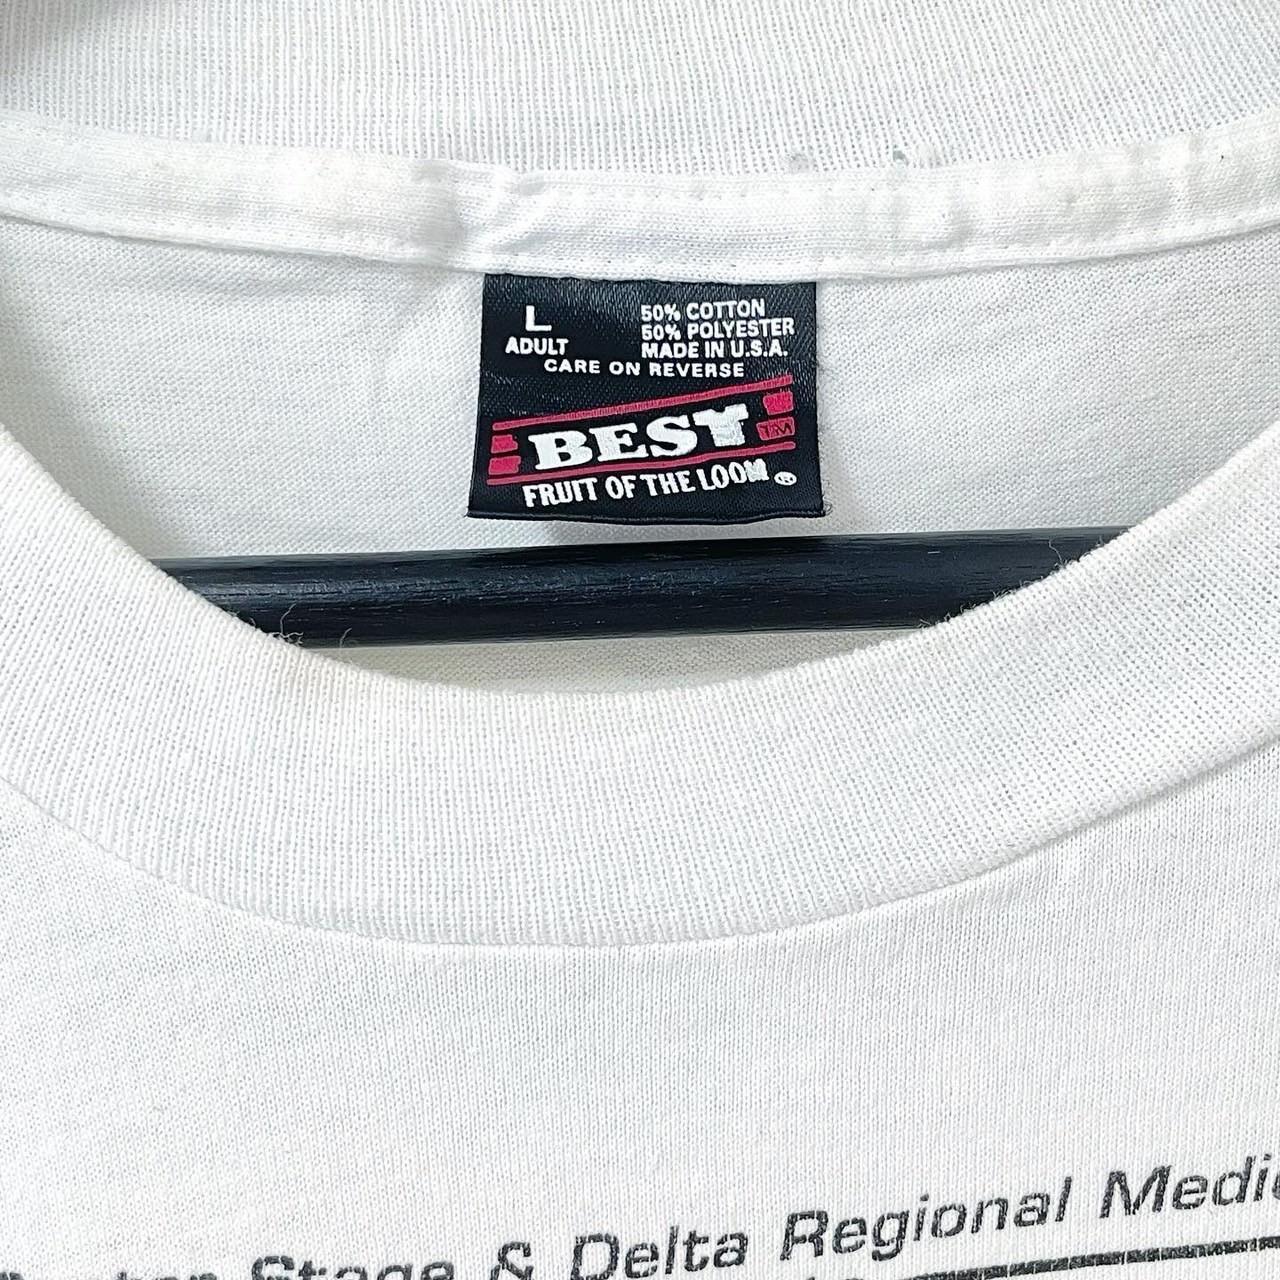 L
ADULT
50% COTTON
50% POLYESTER
MADE IN U.S.A.
CARE ON REVERSE
BEST TM
FRUIT OF THE LOOM ®
Stage & Delta Regional Medic